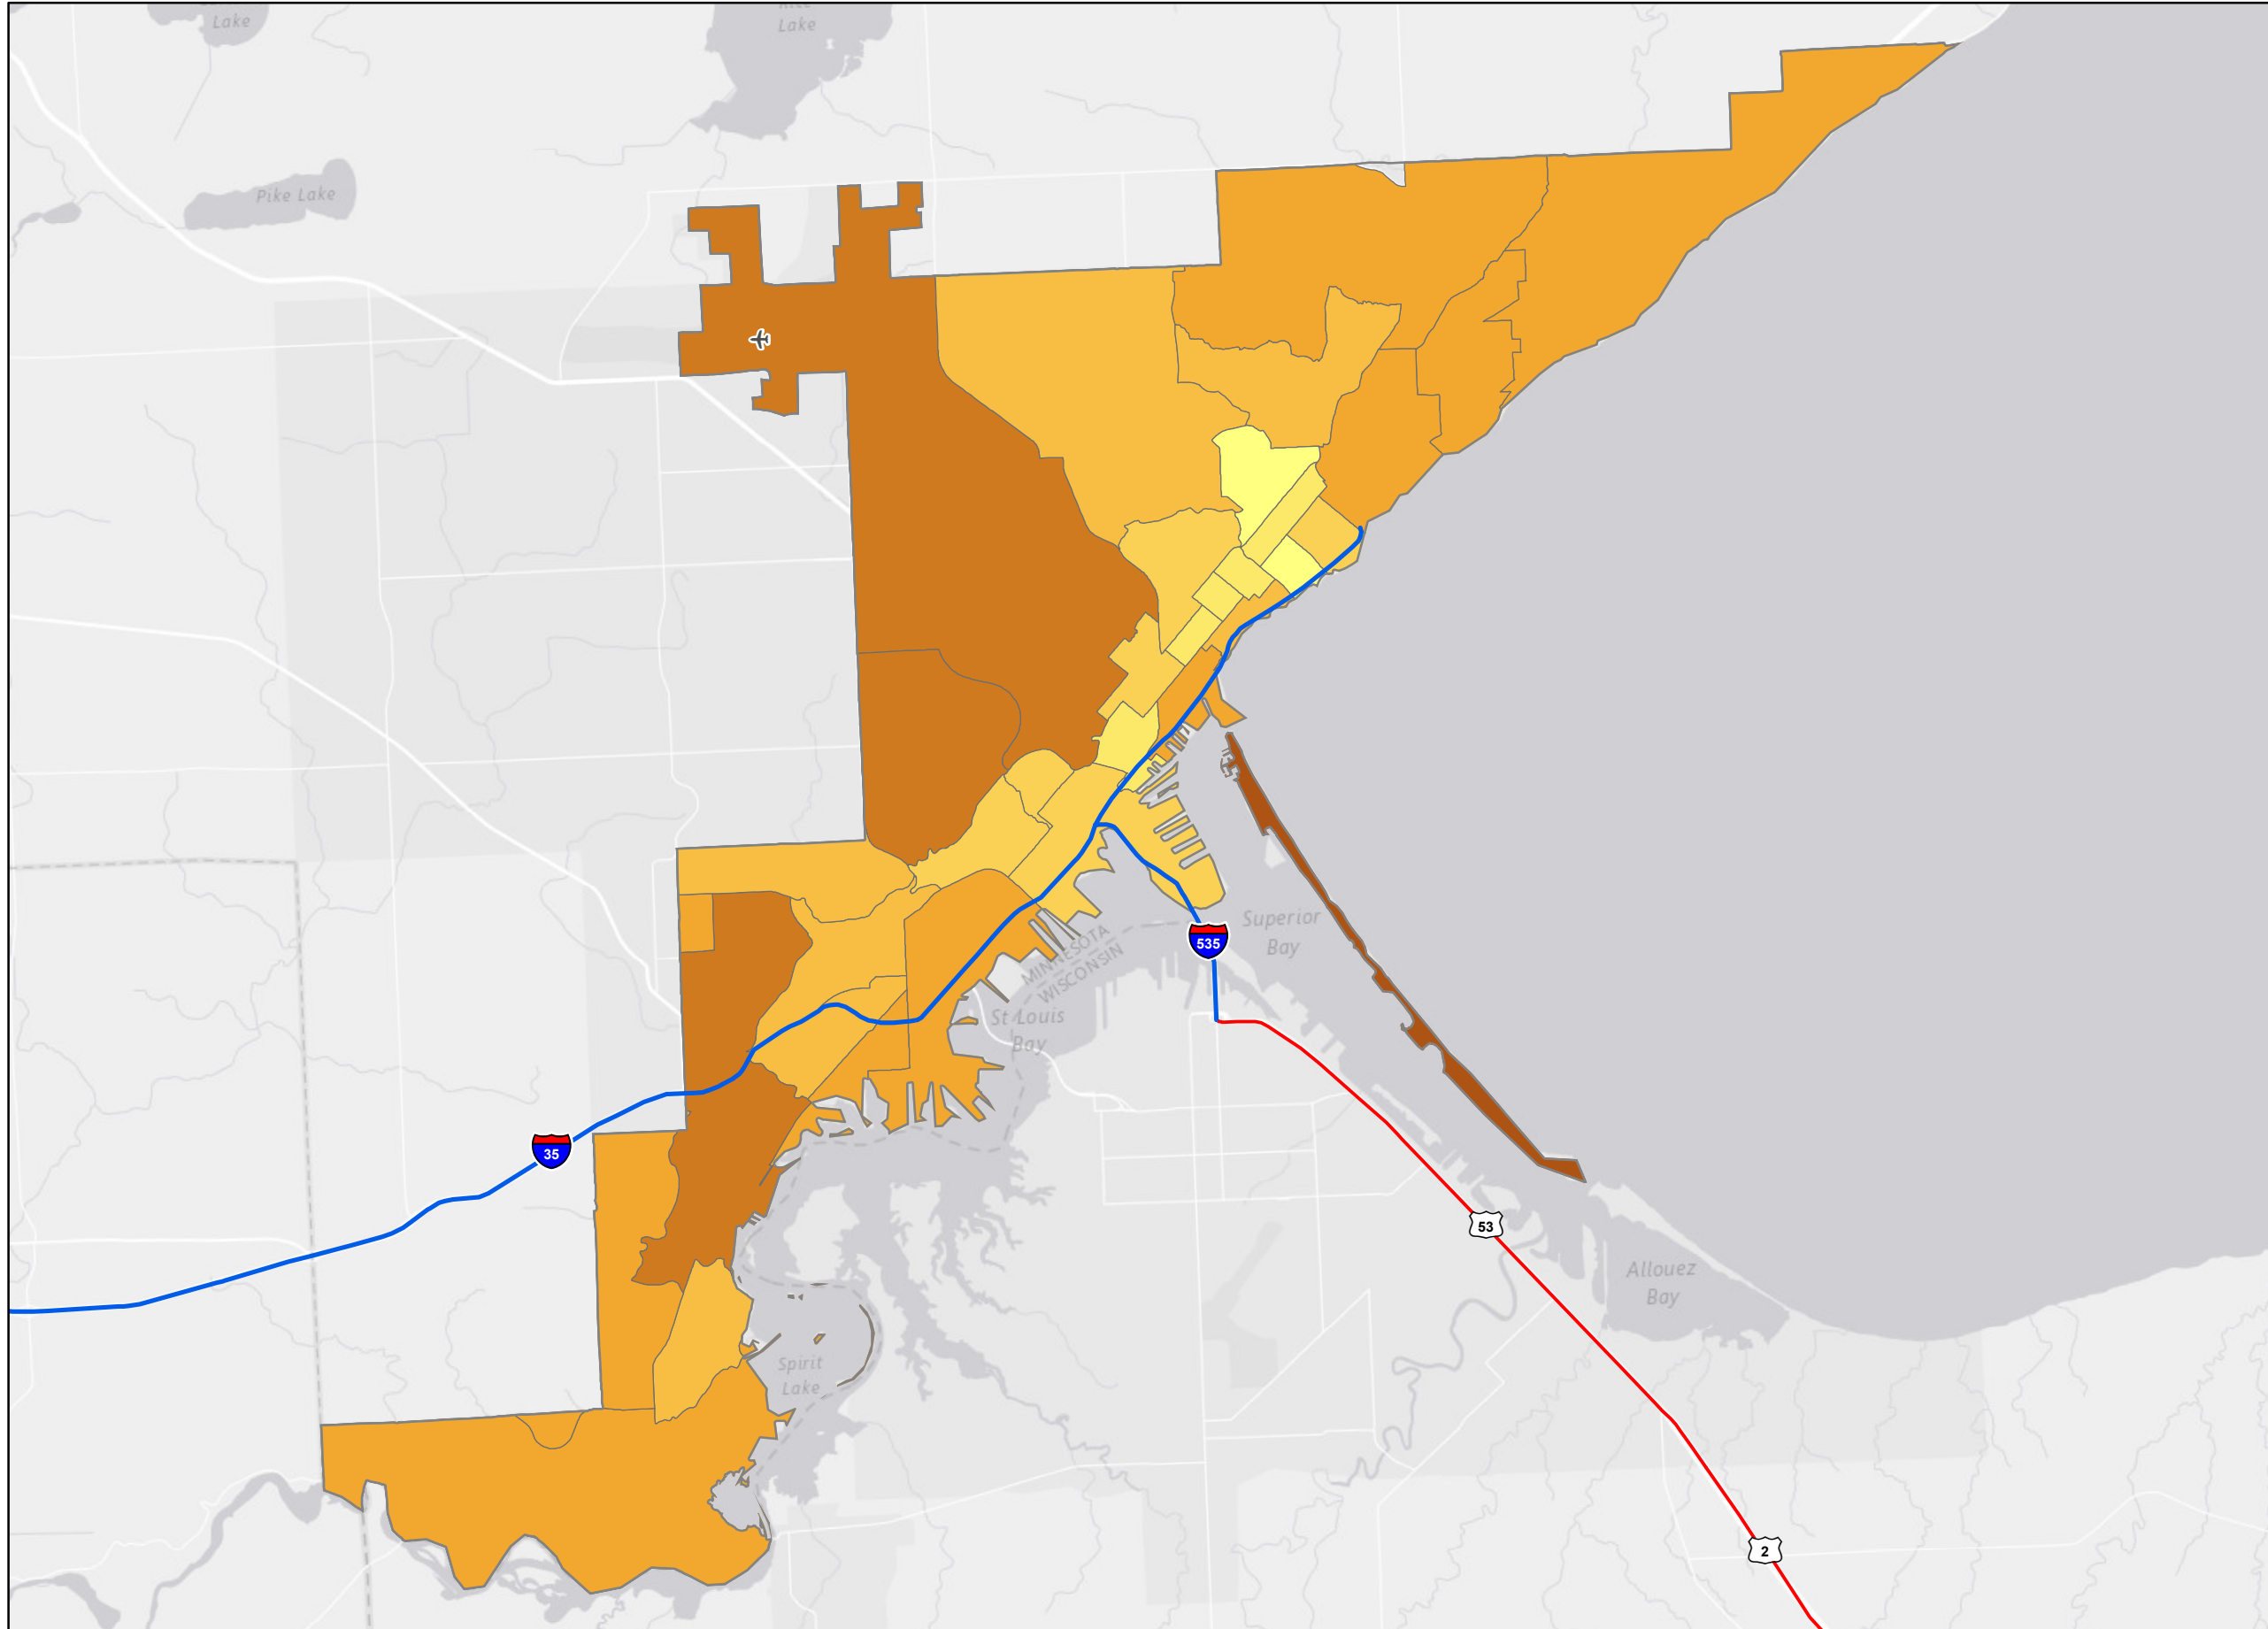 Lake
Rice
Lake
Pike Lake
Superior
Bay
535
MINNESOTA
WISCONSIN
St Louis
Bay
35
53
Allouez
Bay
Spirit
Lake
2